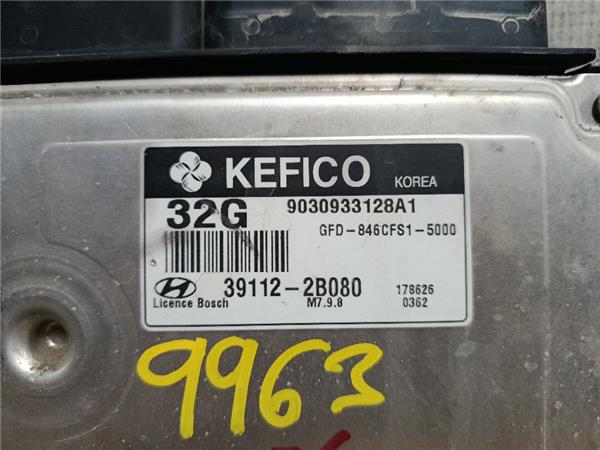 KEFICO KOREA
32G 9030933128A1
GFD-846CFS1-5000
39112-2B080 178626
Licence Bosch M7.9.8 0362
9963